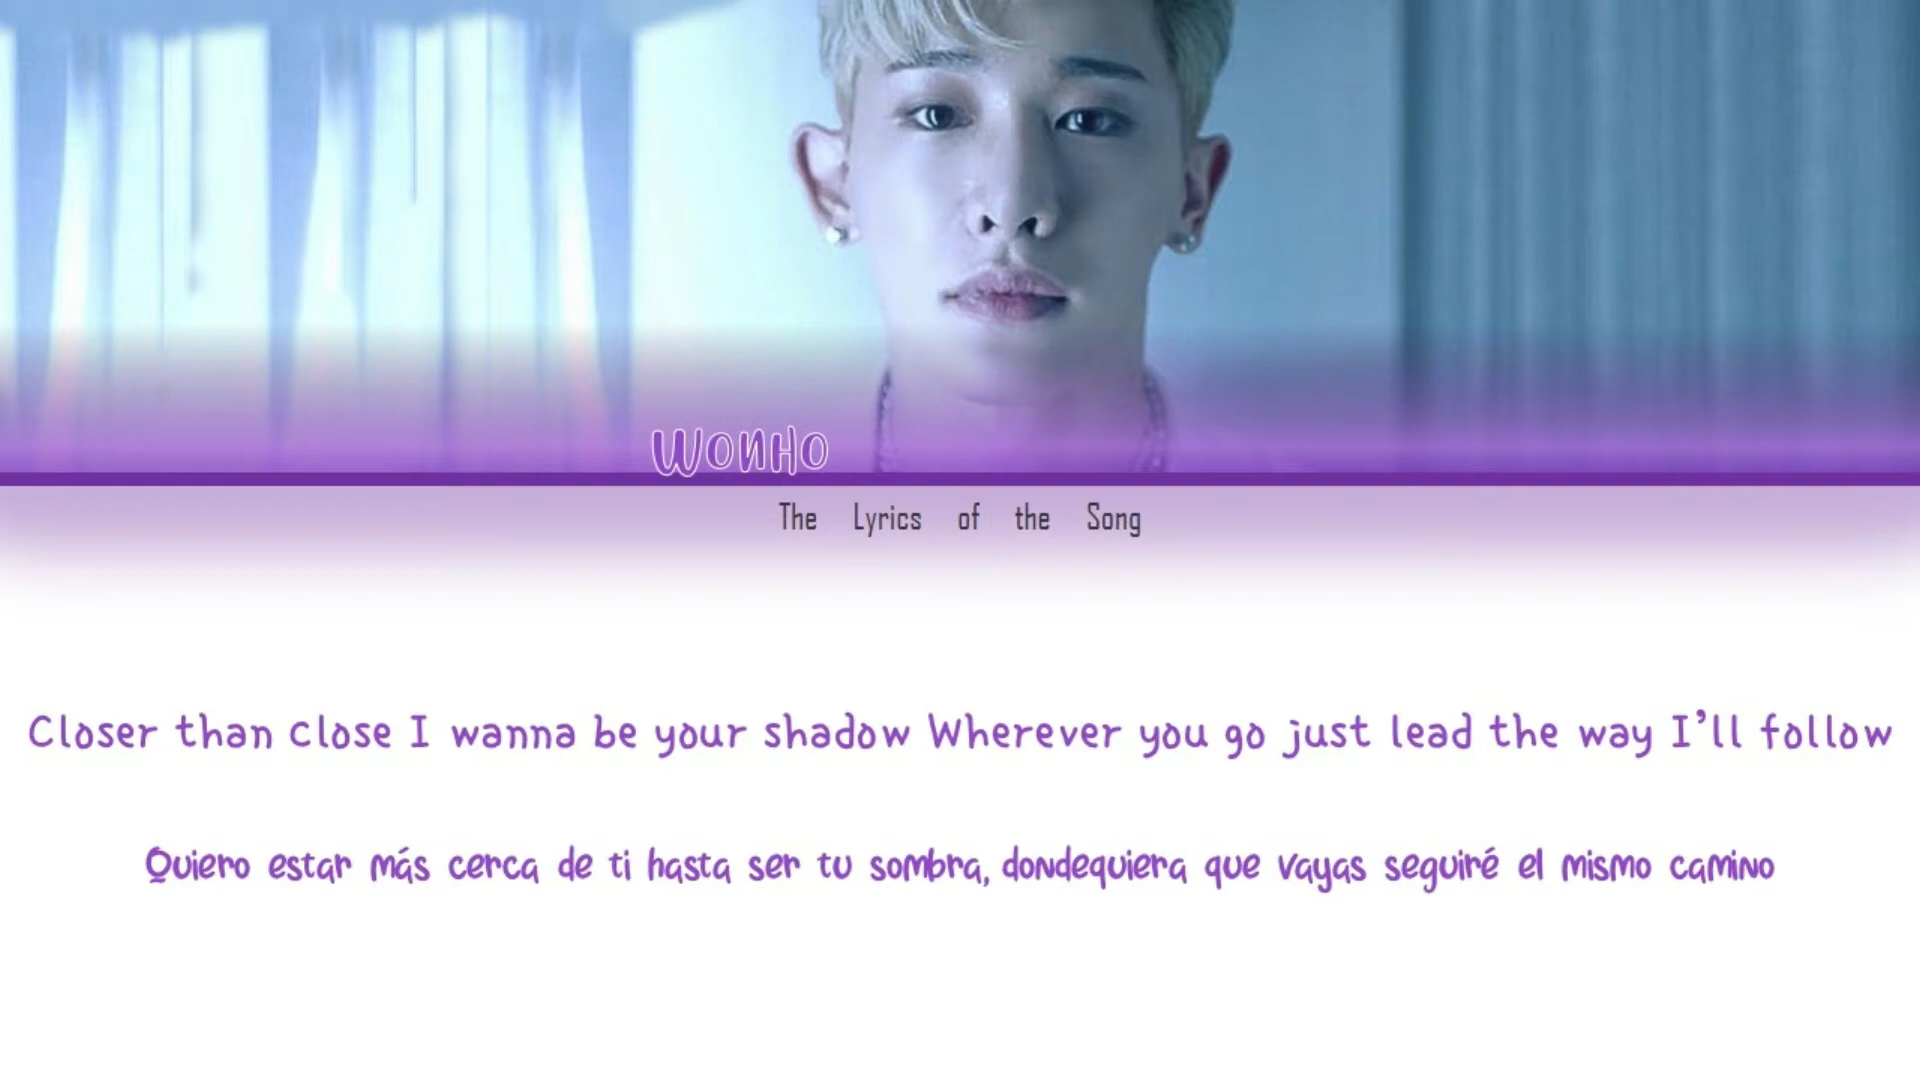 WONHO
The Lyrics of the Song
Closer than close I wanna be your shadow Wherever you go just lead the way I'll follow
Quiero estar más cerca de ti hasta ser tu sombra, dondequiera que vayas seguiré el mismo camino